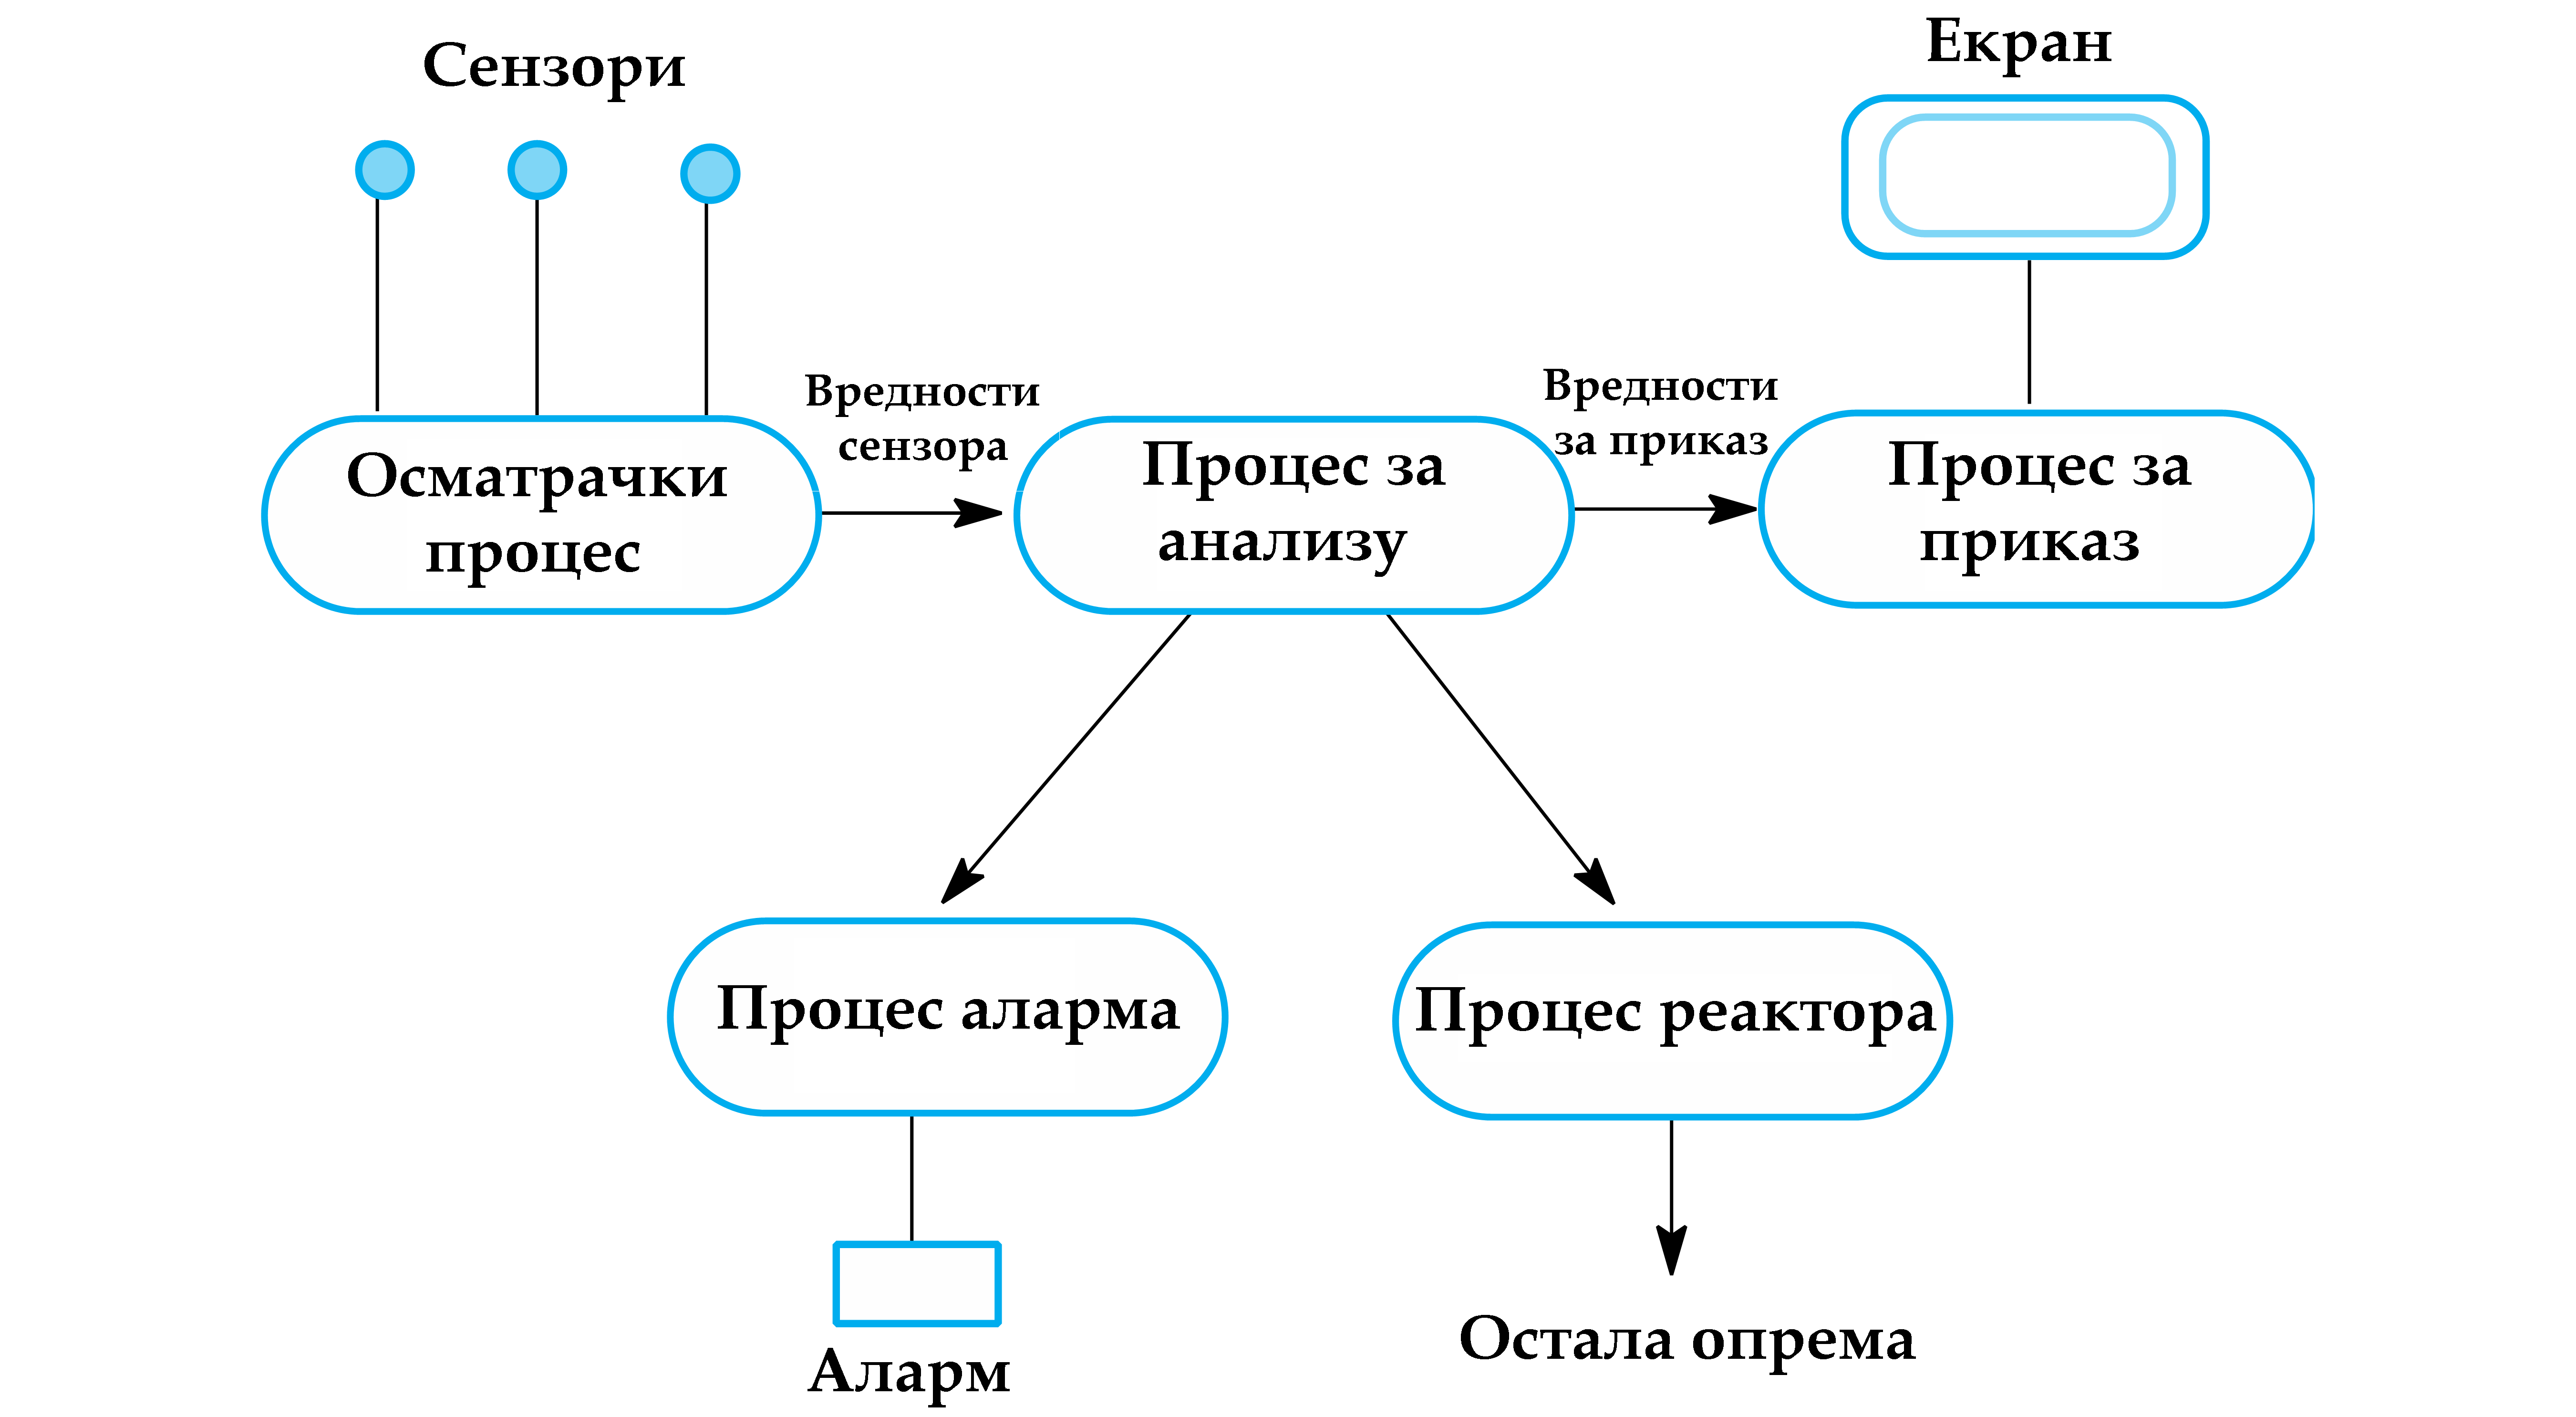 Сензори
Екран
Вредности
сензора
Вредности
за приказ
Осматрачки
процес
Процес за
анализу
Процес за
приказ
Процес аларма
Процес реактора
Аларм
Остала опрема